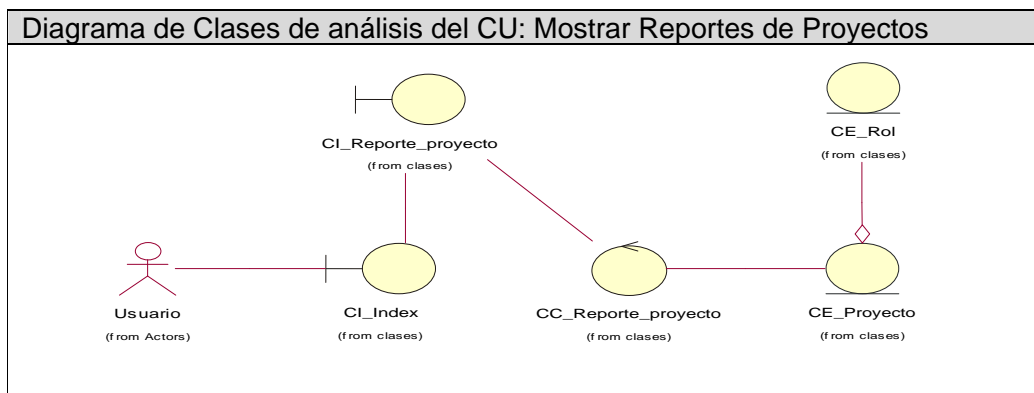 Diagrama de Clases de análisis del CU: Mostrar Reportes de Proyectos
CI_Reporte_proyecto
(from clases)
CE_Rol
(from clases)
Usuario
(from Actors)
CI_Index
(from clases)
CC_Reporte_proyecto
(from clases)
CE_Proyecto
(from clases)